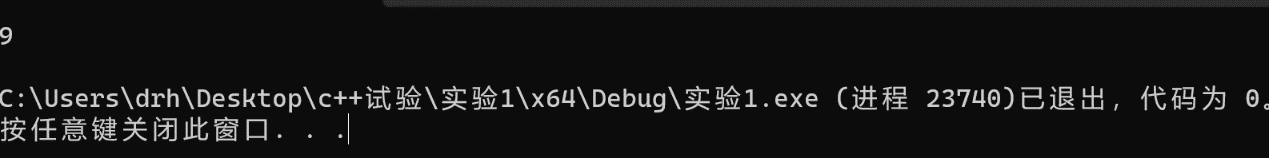 9
C:\Users\drh\Desktop\c++试验\实验1\x64\Debug\实验1.exe (进程 23740)已退出，代码为 0。
按任意键关闭此窗口. . .